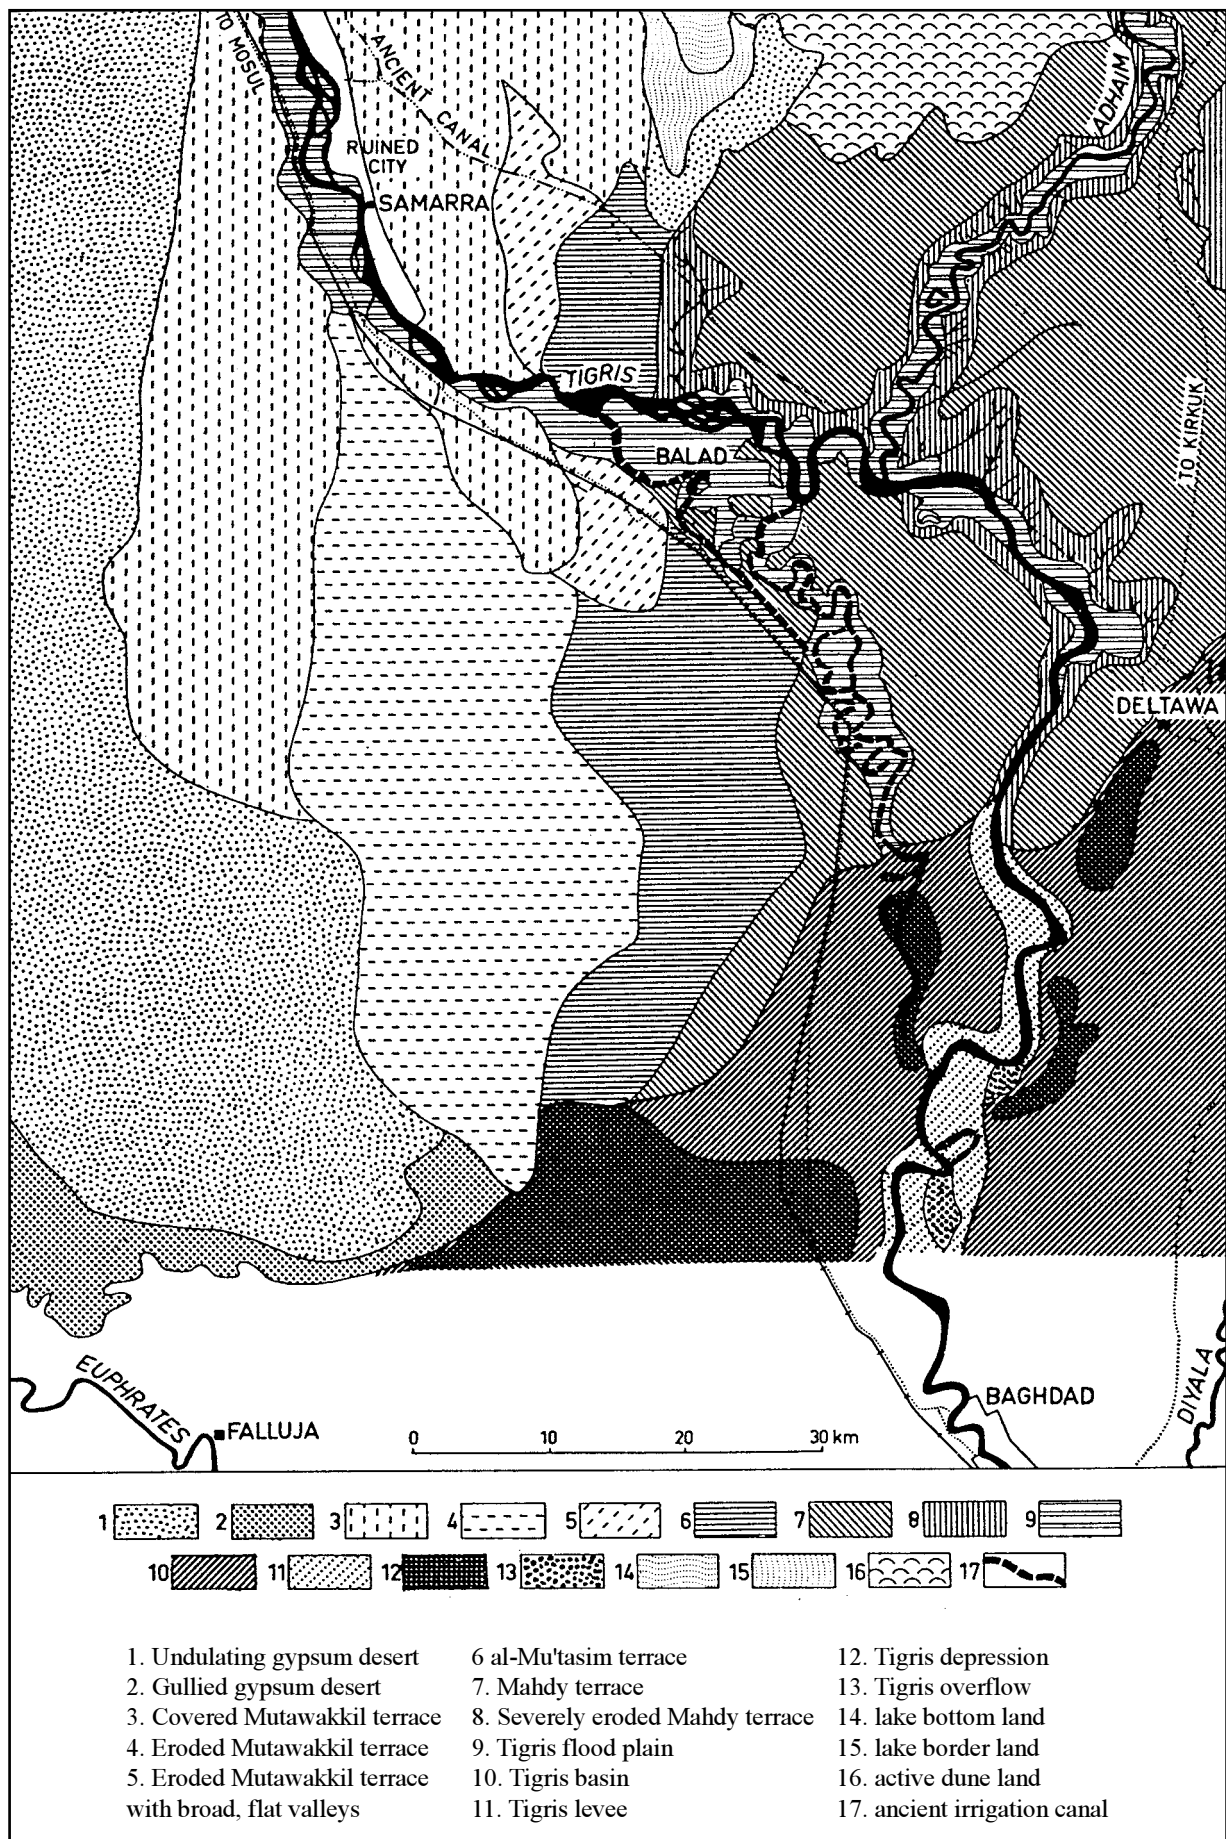 TO MOSUL
ANCIENT CANAL
ADHAIM
RUINED
CITY
SAMARRA
TIGRIS
TO KIRKUK
BALAD
DELTAWA
EUPHRATES
FALLUJA
0 10 20 30 km
BAGHDAD
DIYALA
1 2 3 4 5 6 7 8 9
10 11 12 13 14 15 16 17
1. Undulating gypsum desert
2. Gullied gypsum desert
3. Covered Mutawakkil terrace
4. Eroded Mutawakkil terrace
5. Eroded Mutawakkil terrace
with broad, flat valleys
6 al-Mu'tasim terrace
7. Mahdy terrace
8. Severely eroded Mahdy terrace
9. Tigris flood plain
10. Tigris basin
11. Tigris levee
12. Tigris depression
13. Tigris overflow
14. lake bottom land
15. lake border land
16. active dune land
17. ancient irrigation canal